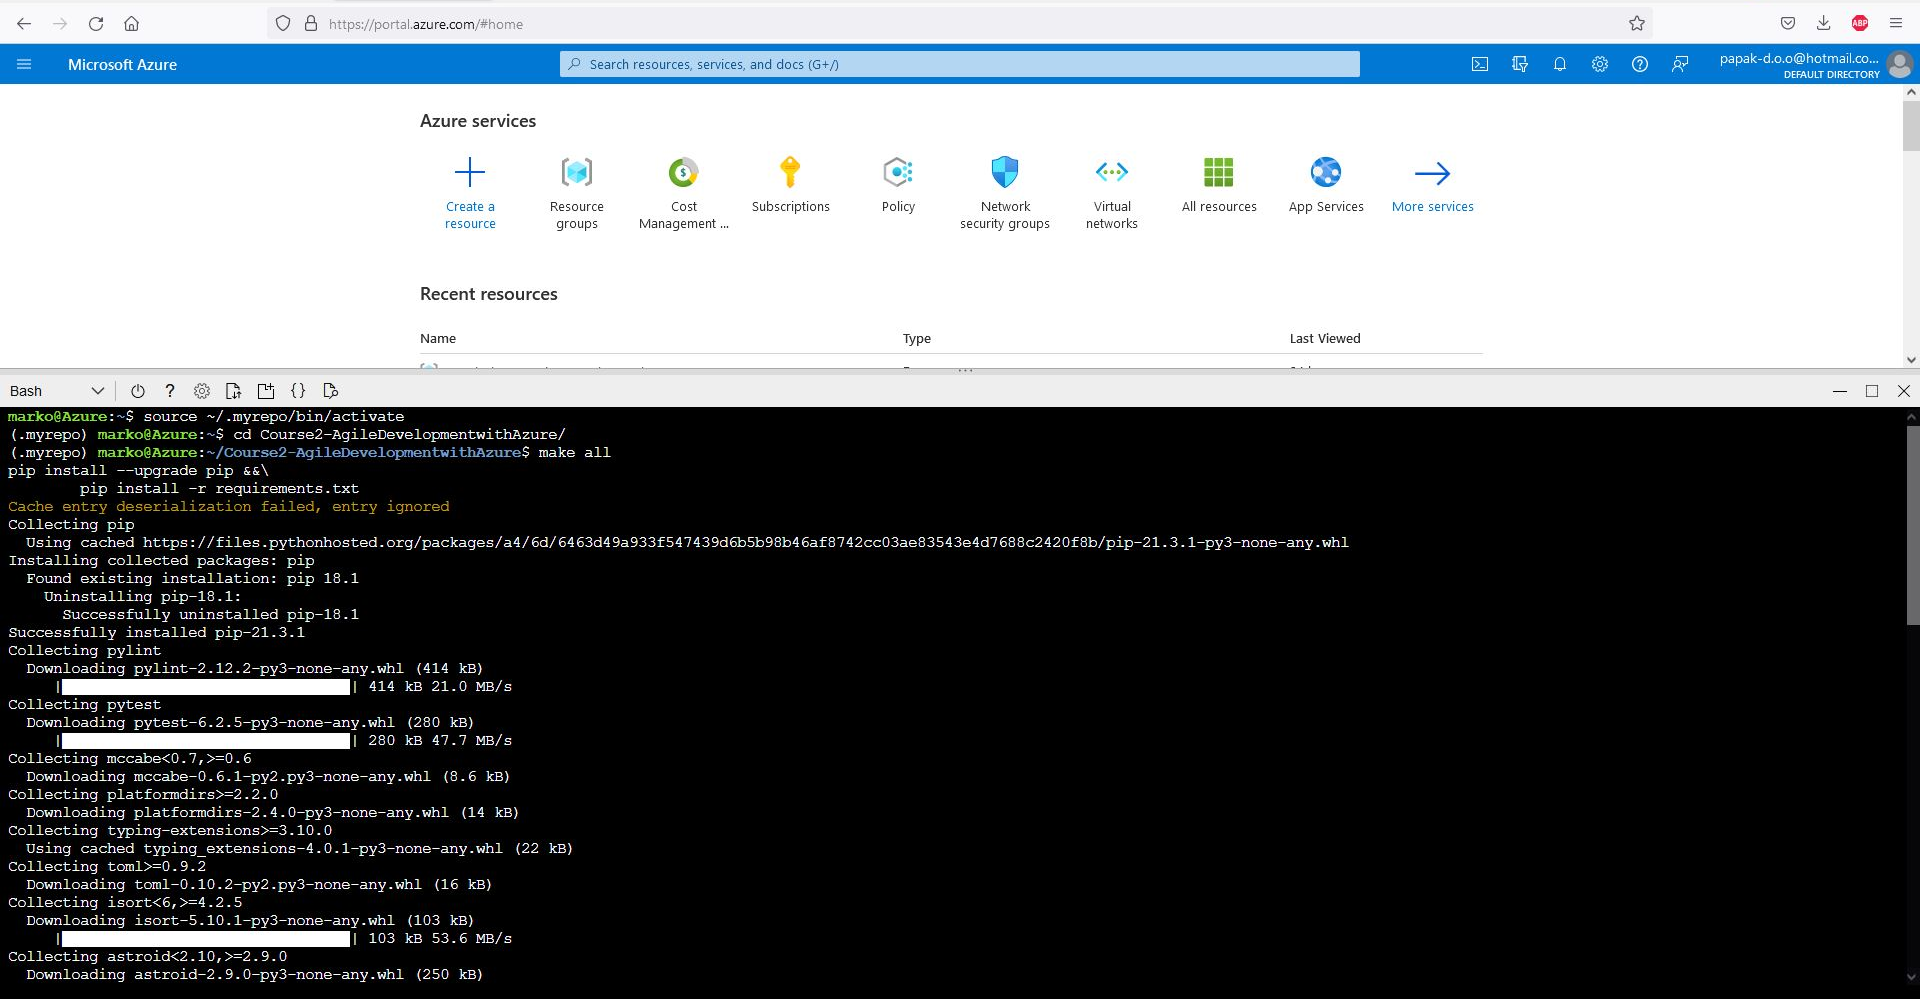 https://portal.azure.com/#home
ABP
Microsoft Azure
Search resources, services, and docs (G+/)
papak-d.o.o@hotmail.co...
DEFAULT DIRECTORY
Azure services
Create a resource
Resource groups
Cost Management ...
Subscriptions
Policy
Network security groups
Virtual networks
All resources
App Services
More services
Recent resources
Name Type Last Viewed
Bash
marko@Azure:~$ source ~/.myrepo/bin/activate
(.myrepo) marko@Azure:~$ cd Course2-AgileDevelopmentwithAzure/
(.myrepo) marko@Azure:~/Course2-AgileDevelopmentwithAzure$ make all
pip install --upgrade pip &&\
pip install -r requirements.txt
Cache entry deserialization failed, entry ignored
Collecting pip
Using cached https://files.pythonhosted.org/packages/a4/6d/6463d49a933f547439d6b5b98b46af8742cc03ae83543e4d7688c2420f8b/pip-21.3.1-py3-none-any.whl
Installing collected packages: pip
Found existing installation: pip 18.1
Uninstalling pip-18.1:
Successfully uninstalled pip-18.1
Successfully installed pip-21.3.1
Collecting pylint
Downloading pylint-2.12.2-py3-none-any.whl (414 kB)
| | 414 kB 21.0 MB/s
Collecting pytest
Downloading pytest-6.2.5-py3-none-any.whl (280 kB)
| | 280 kB 47.7 MB/s
Collecting mccabe<0.7,>=0.6
Downloading mccabe-0.6.1-py2.py3-none-any.whl (8.6 kB)
Collecting platformdirs>=2.2.0
Downloading platformdirs-2.4.0-py3-none-any.whl (14 kB)
Collecting typing-extensions>=3.10.0
Using cached typing_extensions-4.0.1-py3-none-any.whl (22 kB)
Collecting toml>=0.9.2
Downloading toml-0.10.2-py2.py3-none-any.whl (16 kB)
Collecting isort<6,>=4.2.5
Downloading isort-5.10.1-py3-none-any.whl (103 kB)
| | 103 kB 53.6 MB/s
Collecting astroid<2.10,>=2.9.0
Downloading astroid-2.9.0-py3-none-any.whl (250 kB)